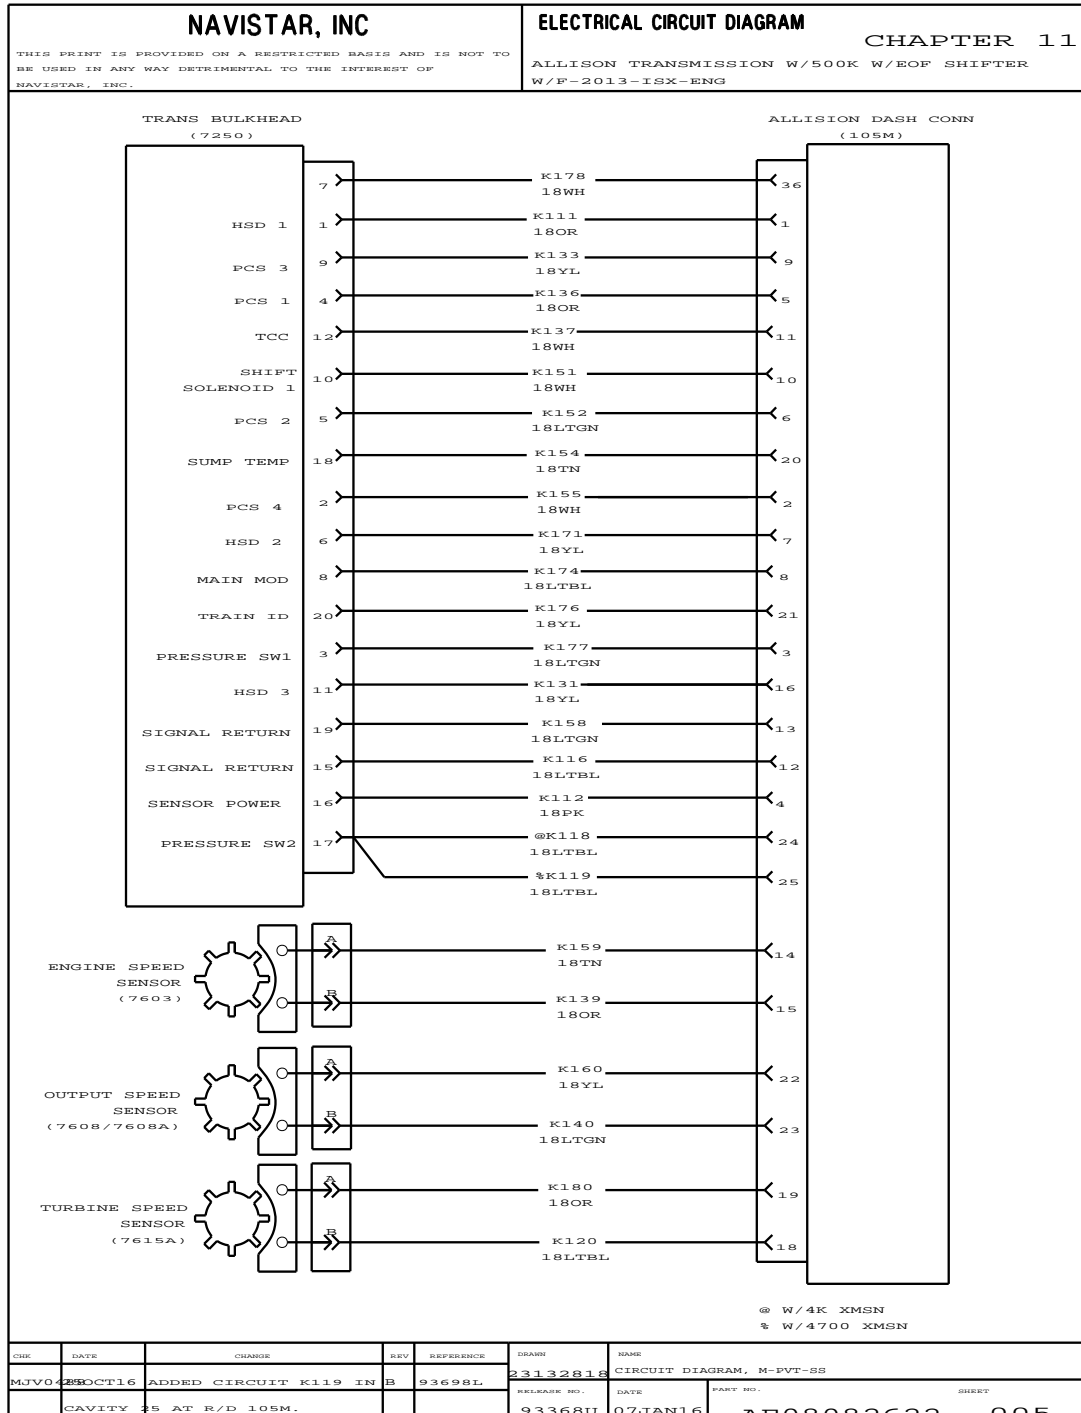 NAVISTAR, INC
THIS PRINT IS PROVIDED ON A RESTRICTED BASIS AND IS NOT TO
BE USED IN ANY WAY DETRIMENTAL TO THE INTEREST OF
NAVISTAR, INC.
ELECTRICAL CIRCUIT DIAGRAM
CHAPTER 11
ALLISON TRANSMISSION W/500K W/EOF SHIFTER
W/F-2013-ISX-ENG
TRANS BULKHEAD
(7250)
ALLISION DASH CONN
(105M)
7 K178 36
18WH
HSD 1 1 K111 1
18OR
PCS 3 9 K133 9
18YL
PCS 1 4 K136 5
18OR
TCC 12 K137 11
18WH
SHIFT
SOLENOID 1 10 K151 10
18WH
PCS 2 5 K152 6
18LTGN
SUMP TEMP 18 K154 20
18TN
PCS 4 2 K155 2
18WH
HSD 2 6 K171 7
18YL
MAIN MOD 8 K174 8
18LTBL
TRAIN ID 20 K176 21
18YL
PRESSURE SW1 3 K177 3
18LTGN
HSD 3 11 K131 16
18YL
SIGNAL RETURN 19 K158 13
18LTGN
SIGNAL RETURN 15 K116 12
18LTBL
SENSOR POWER 16 K112 4
18PK
PRESSURE SW2 17 @K118 24
18LTBL
%K119 25
18LTBL
ENGINE SPEED
SENSOR
(7603)
A K159 14
18TN
B K139 15
18OR
OUTPUT SPEED
SENSOR
(7608/7608A)
A K160 22
18YL
B K140 23
18LTGN
TURBINE SPEED
SENSOR
(7615A)
A K180 19
18OR
B K120 18
18LTBL
@ W/4K XMSN
% W/4700 XMSN
CHK DATE CHANGE REV REFERENCE DRAWN NAME
OCT16 ADDED CIRCUIT K119 IN B 93698L 23132818 CIRCUIT DIAGRAM, M-PVT-SS
RELEASE NO. DATE PART NO. SHEET
CAVITY 25 AT R/D 105M. 93368U 07JAN16